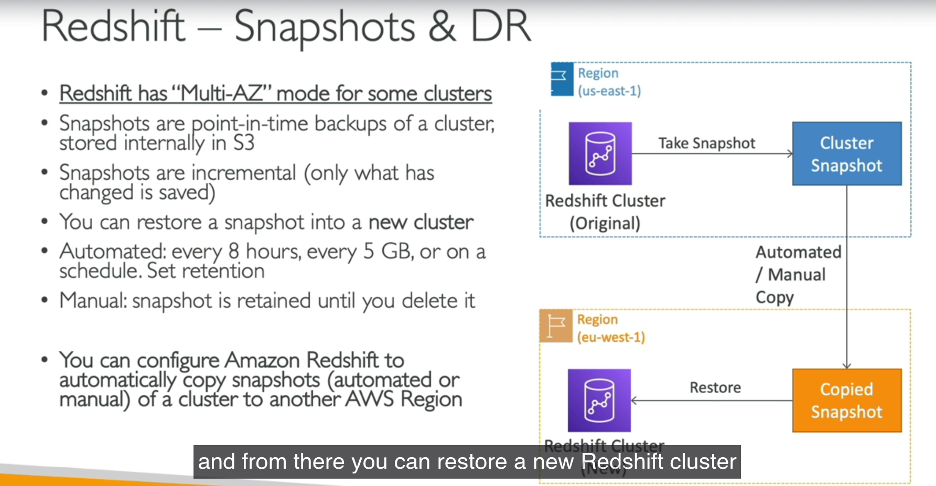 Redshift – Snapshots & DR
• Redshift has “Multi-AZ” mode for some clusters
• Snapshots are point-in-time backups of a cluster,
stored internally in S3
• Snapshots are incremental (only what has
changed is saved)
• You can restore a snapshot into a new cluster
• Automated: every 8 hours, every 5 GB, or on a
schedule. Set retention
• Manual: snapshot is retained until you delete it
• You can configure Amazon Redshift to
automatically copy snapshots (automated or
manual) of a cluster to another AWS Region
Region
(us-east-1)
Take Snapshot
Cluster
Snapshot
Redshift Cluster
(Original)
Automated
/ Manual
Copy
Region
(eu-west-1)
Restore
Copied
Snapshot
Redshift Cluster
(New)
and from there you can restore a new Redshift cluster